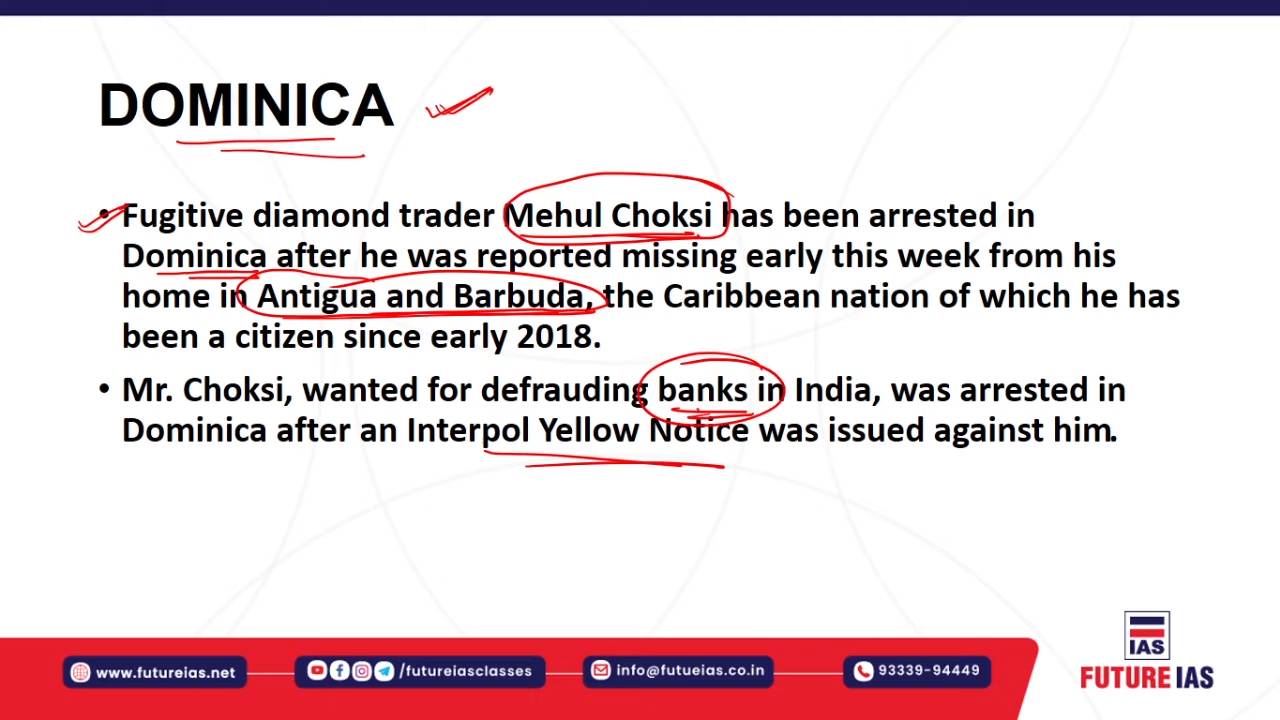 DOMINICA
• Fugitive diamond trader Mehul Choksi has been arrested in
Dominica after he was reported missing early this week from his
home in Antigua and Barbuda, the Caribbean nation of which he has
been a citizen since early 2018.
• Mr. Choksi, wanted for defrauding banks in India, was arrested in
Dominica after an Interpol Yellow Notice was issued against him.
IAS
FUTURE IAS
www.futureias.net
/futureiasclasses
info@futueias.co.in
93339-94449